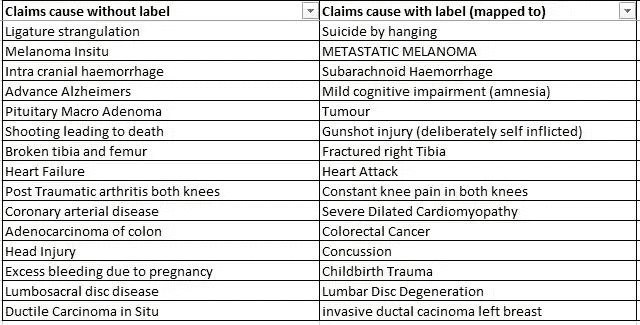 Claims cause without label Claims cause with label (mapped to)
Ligature strangulation Suicide by hanging
Melanoma Insitu METASTATIC MELANOMA
Intra cranial haemorrhage Subarachnoid Haemorrhage
Advance Alzheimers Mild cognitive impairment (amnesia)
Pituitary Macro Adenoma Tumour
Shooting leading to death Gunshot injury (deliberately self inflicted)
Broken tibia and femur Fractured right Tibia
Heart Failure Heart Attack
Post Traumatic arthritis both knees Constant knee pain in both knees
Coronary arterial disease Severe Dilated Cardiomyopathy
Adenocarcinoma of colon Colorectal Cancer
Head Injury Concussion
Excess bleeding due to pregnancy Childbirth Trauma
Lumbosacral disc disease Lumbar Disc Degeneration
Ductile Carcinoma in Situ invasive ductal cacinoma left breast